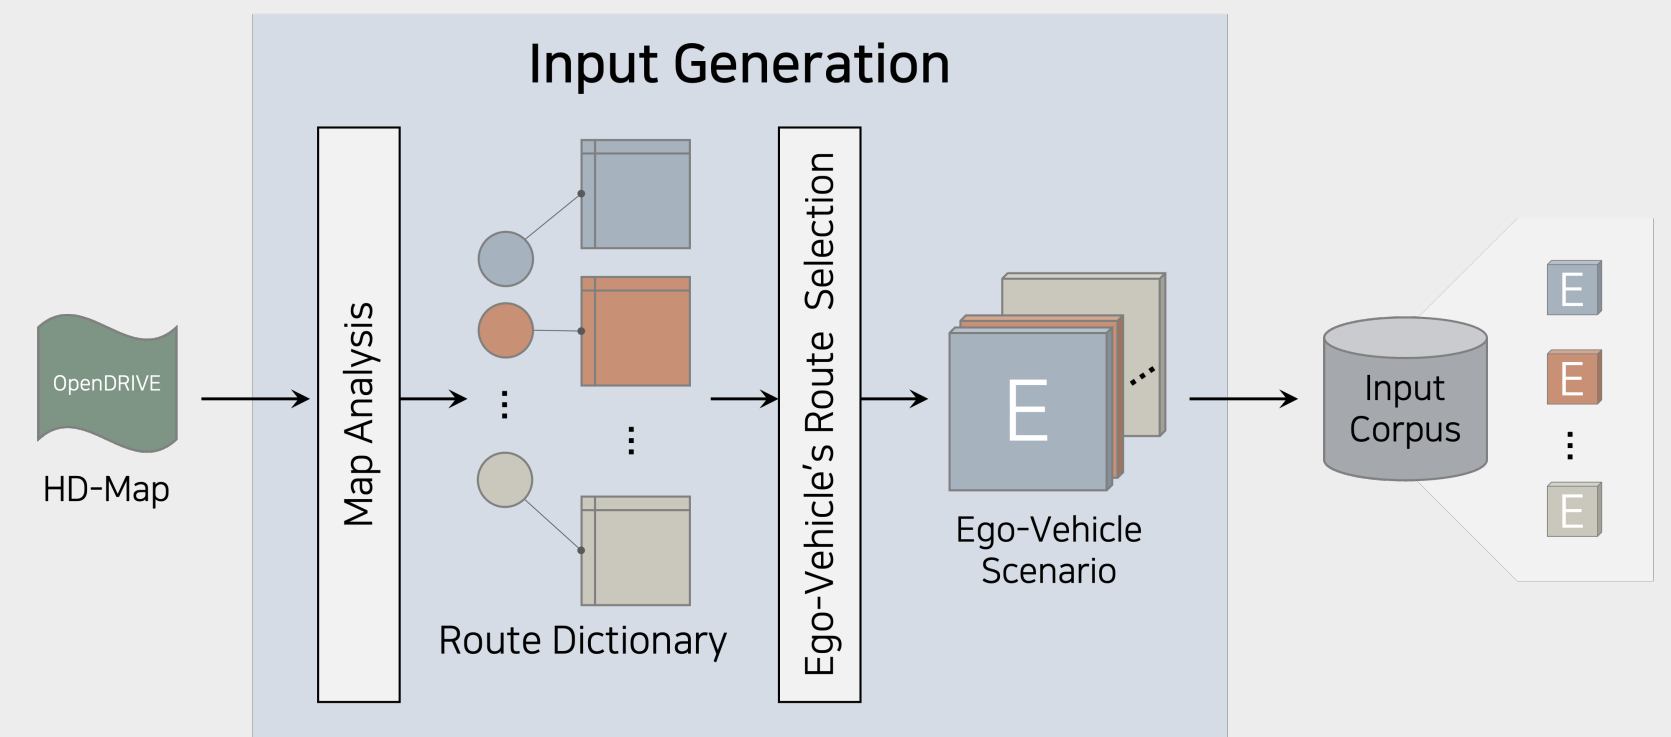 Input Generation
OpenDRIVE
HD-Map
Map Analysis
Route Dictionary
Ego-Vehicle's Route Selection
E
Ego-Vehicle
Scenario
Input
Corpus
E
E
E